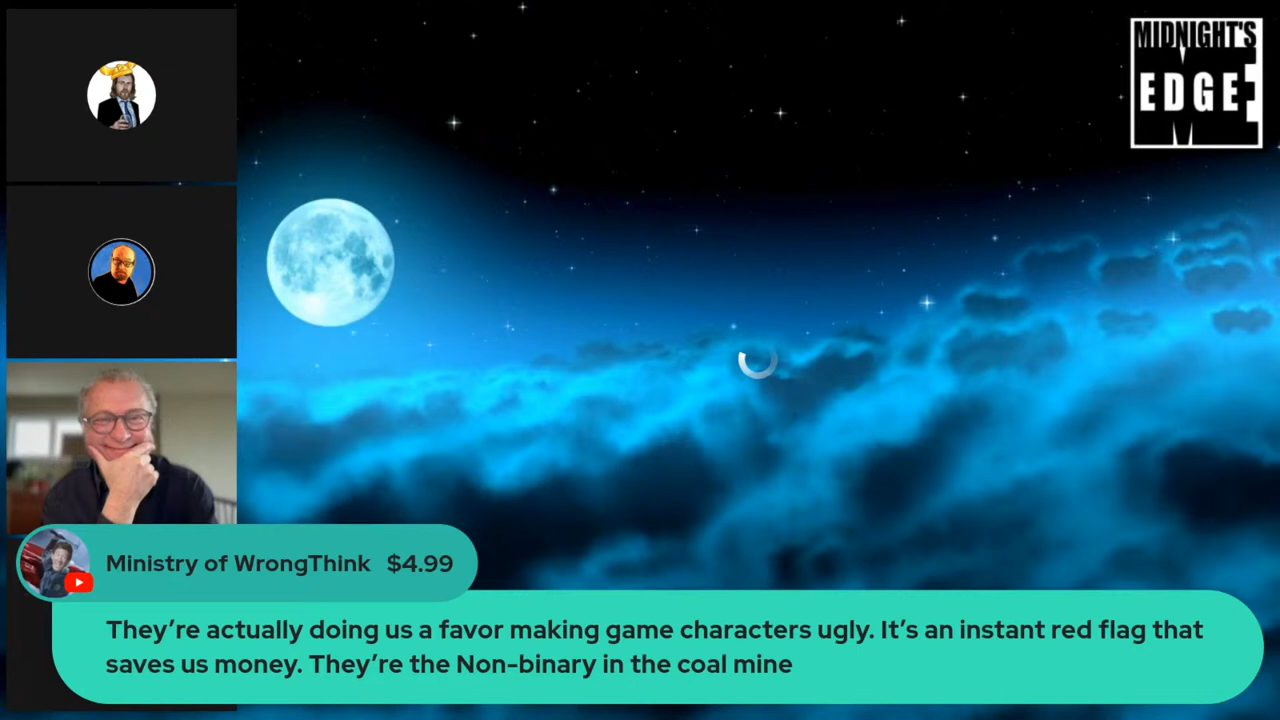 MIDNIGHT'S
EDGE
Ministry of WrongThink $4.99
They’re actually doing us a favor making game characters ugly. It’s an instant red flag that
saves us money. They’re the Non-binary in the coal mine